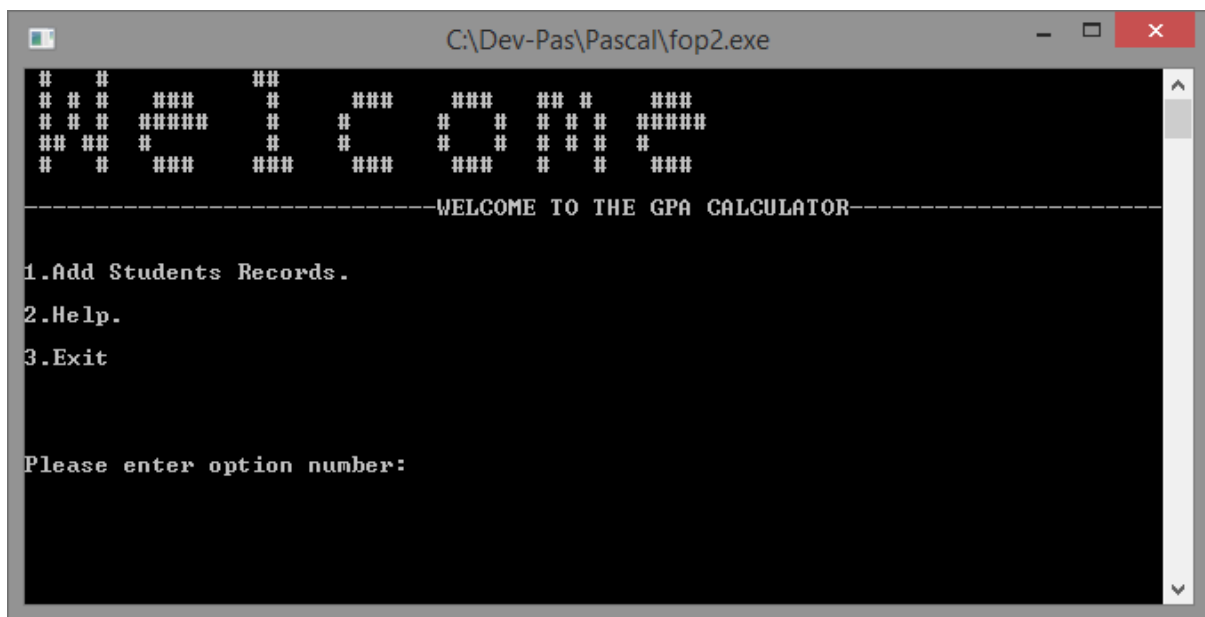 C:\Dev-Pas\Pascal\fop2.exe
Welcome
-----------------------------WELCOME TO THE GPA CALCULATOR----------------------
1.Add Students Records.
2.Help.
3.Exit
Please enter option number: